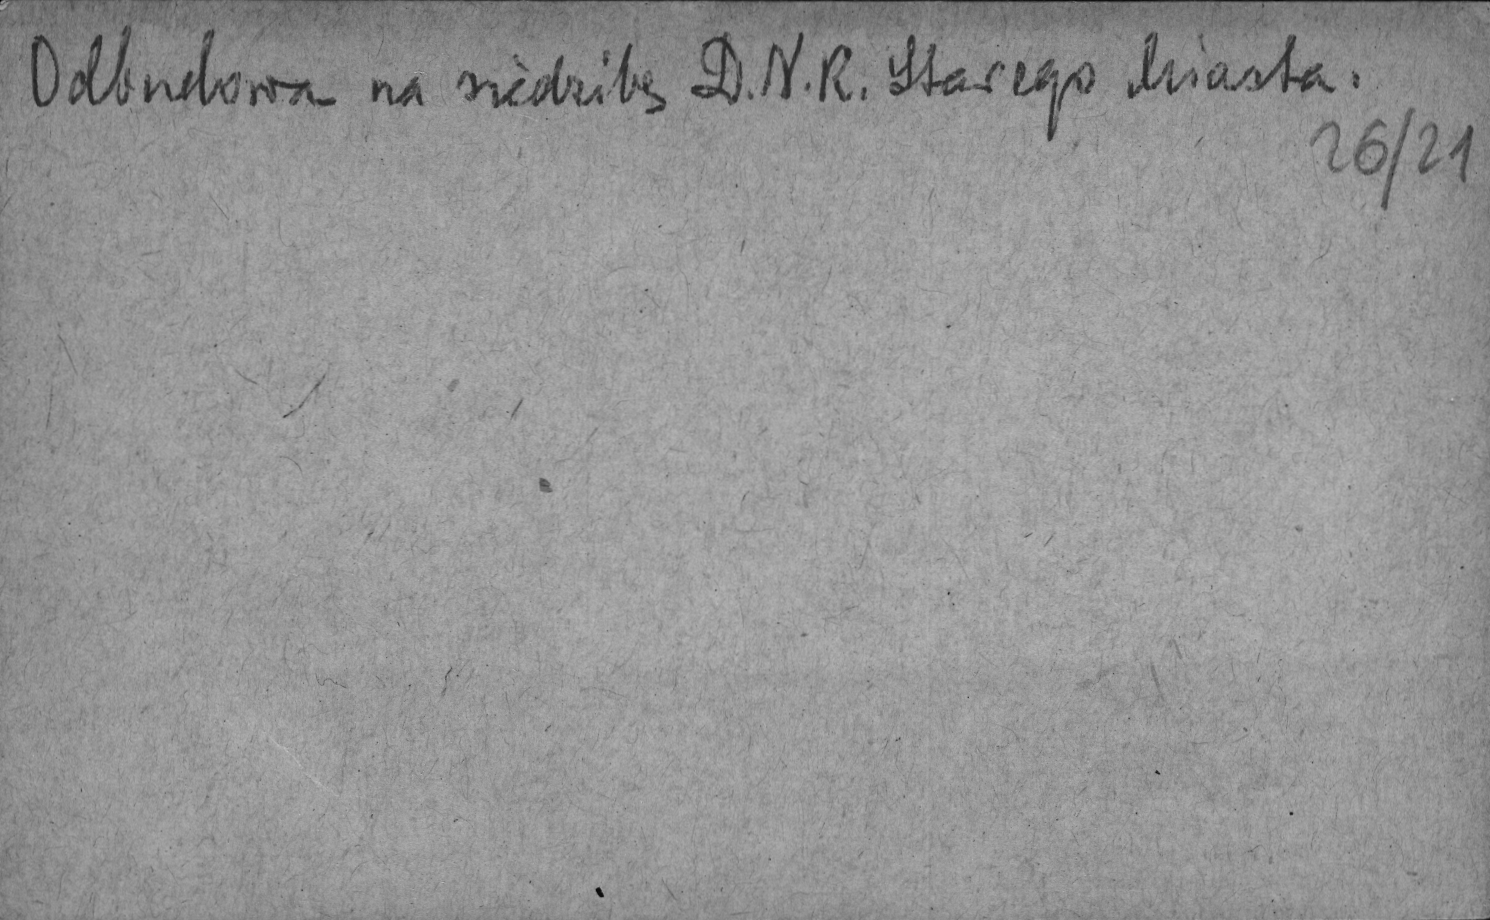 Odbudowa na siedzibę D.N.R. Starego Miasta.
26/21